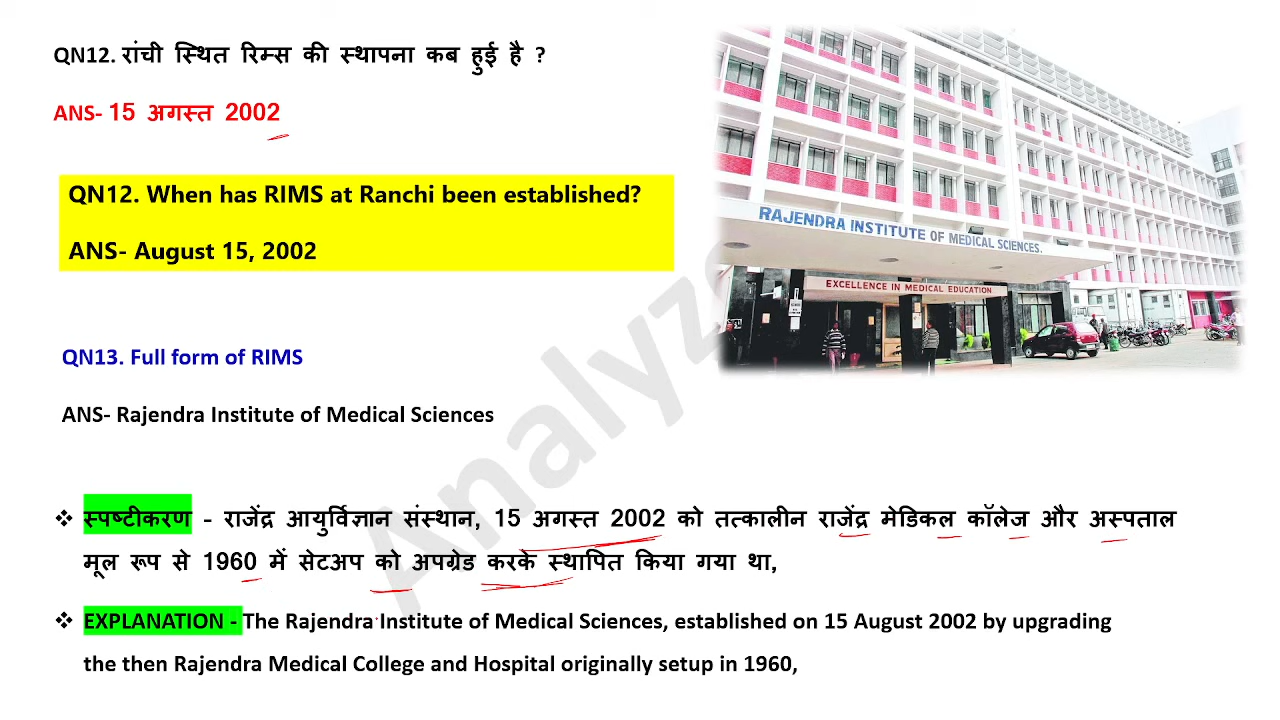 QN12. रांची स्थित रिम्स की स्थापना कब हुई है ?
ANS- 15 अगस्त 2002
QN12. When has RIMS at Ranchi been established?
ANS- August 15, 2002
RAJENDRA INSTITUTE OF MEDICAL SCIENCES.
EXCELLENCE IN MEDICAL EDUCATION
QN13. Full form of RIMS
ANS- Rajendra Institute of Medical Sciences
❖ स्पष्टीकरण - राजेंद्र आयुर्विज्ञान संस्थान, 15 अगस्त 2002 को तत्कालीन राजेंद्र मेडिकल कॉलेज और अस्पताल
मूल रूप से 1960 में सेटअप को अपग्रेड करके स्थापित किया गया था,
❖ EXPLANATION - The Rajendra Institute of Medical Sciences, established on 15 August 2002 by upgrading
the then Rajendra Medical College and Hospital originally setup in 1960,